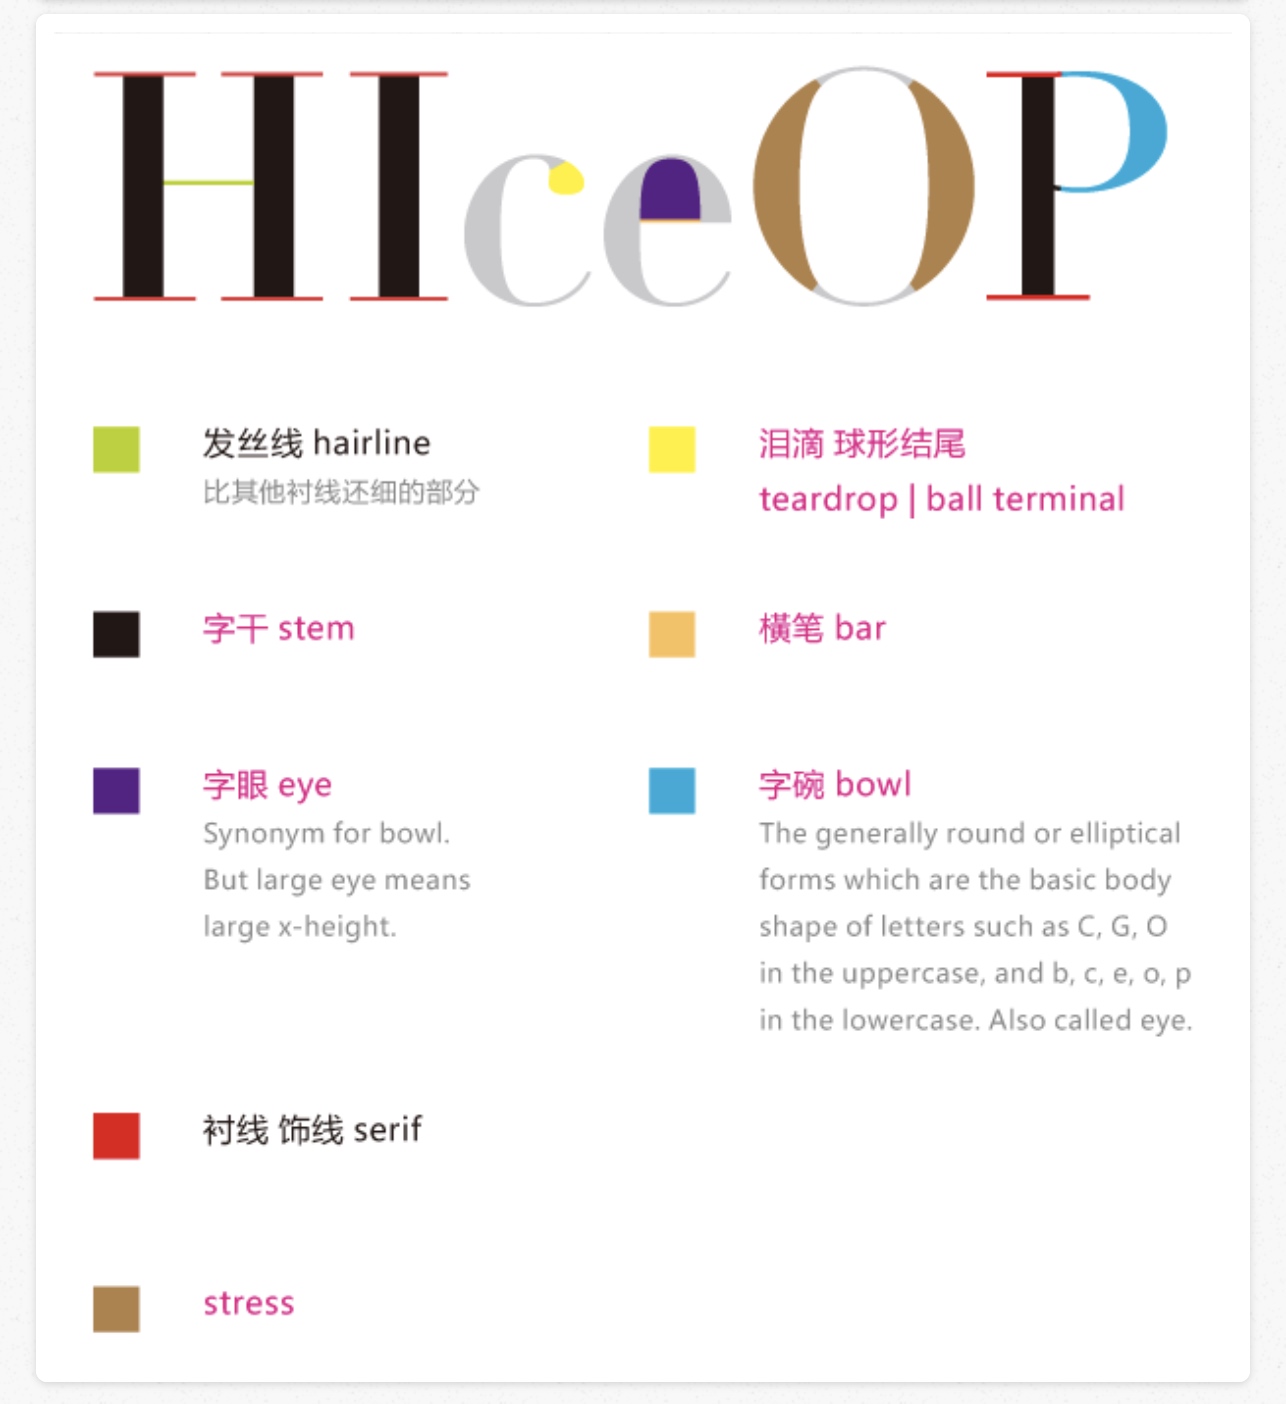 HIceOP
发丝线 hairline
比其他衬线还细的部分
泪滴 球形结尾
teardrop | ball terminal
字干 stem
横笔 bar
字眼 eye
Synonym for bowl.
But large eye means
large x-height.
字碗 bowl
The generally round or elliptical
forms which are the basic body
shape of letters such as C, G, O
in the uppercase, and b, c, e, o, p
in the lowercase. Also called eye.
衬线 饰线 serif
stress